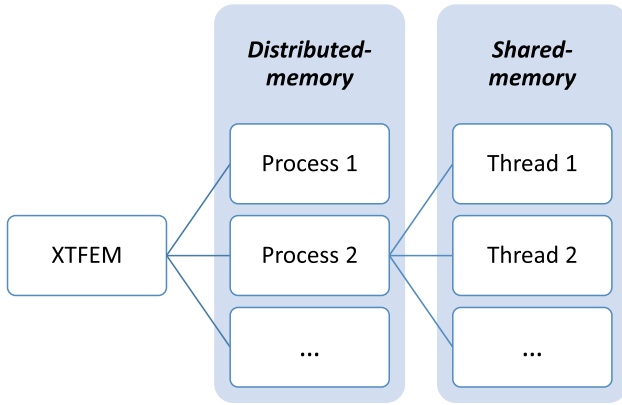 Distributed-
memory
Shared-
memory
Process 1
Thread 1
XTFEM
Process 2
Thread 2
...
...